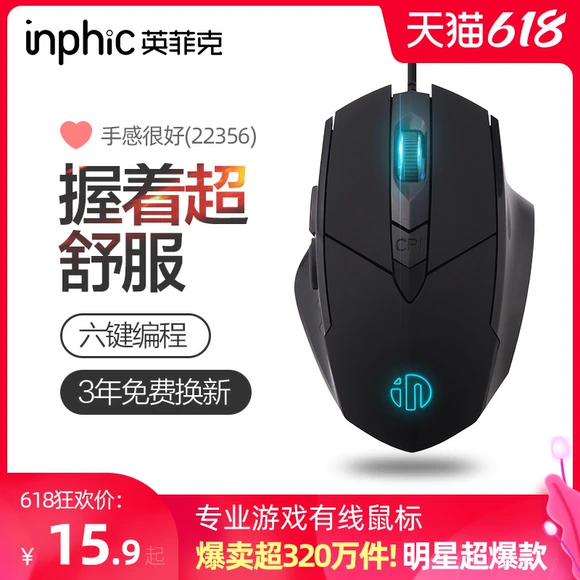 inphic 英菲克
天猫618
手感很好(22356)
握着超
舒服
六键编程
3年免费换新
CPI
618狂欢价:
¥ 15.9起
专业游戏有线鼠标
爆卖超320万件! 明星超爆款